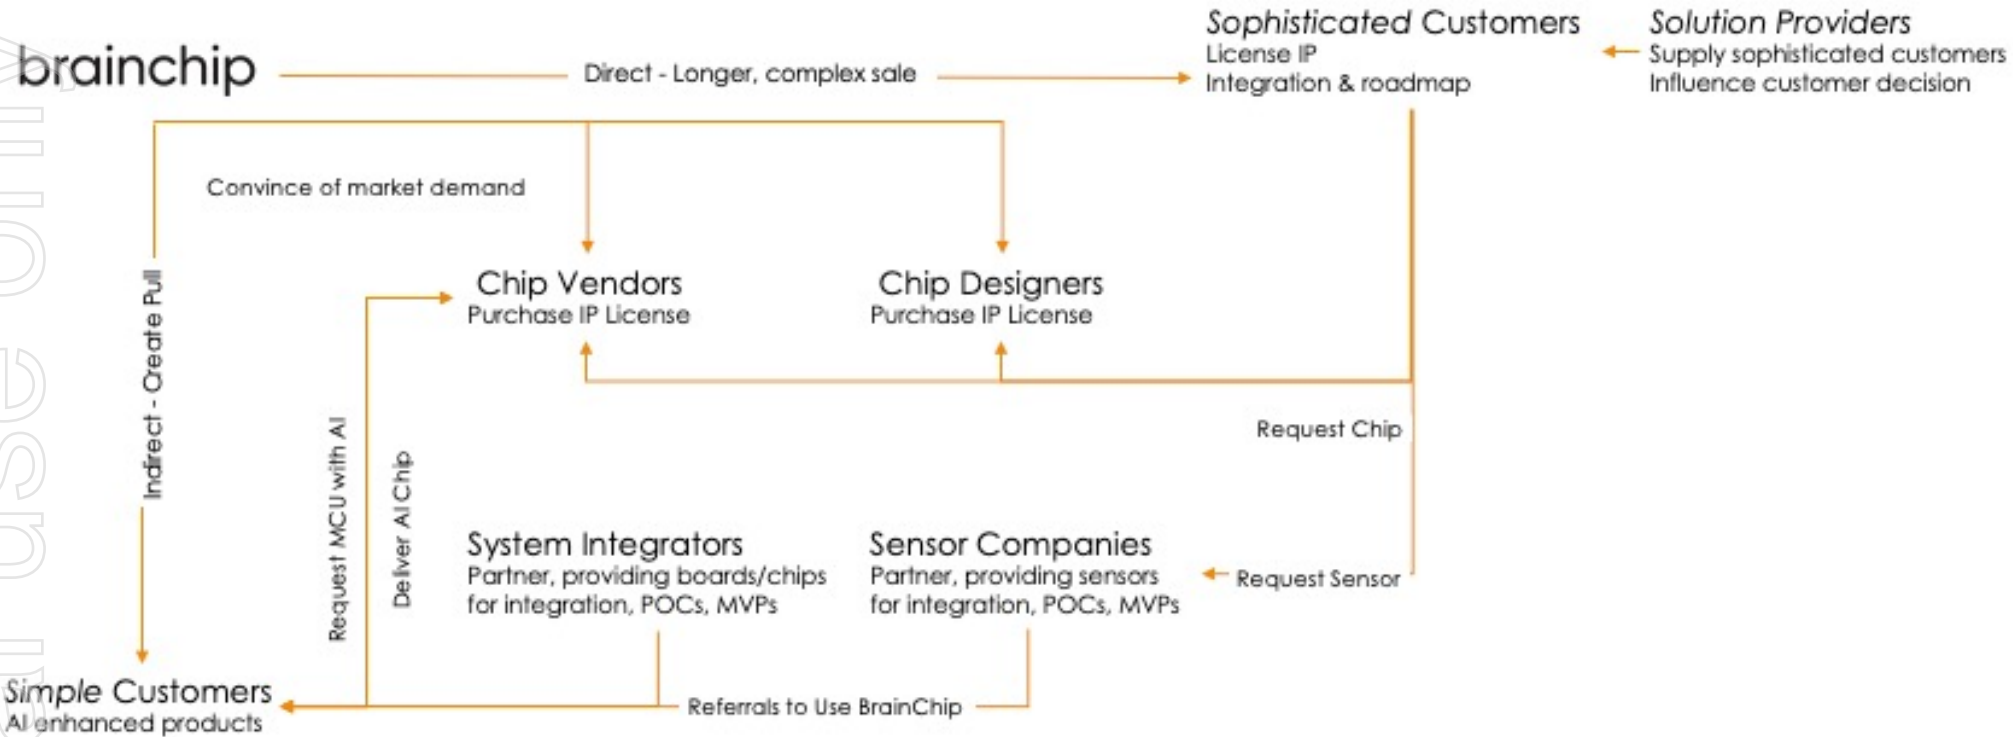 brainchip
Direct - Longer, complex sale
Sophisticated Customers
License IP
Integration & roadmap
Solution Providers
Supply sophisticated customers
Influence customer decision
Convince of market demand
Indirect - Create Pull
Chip Vendors
Purchase IP License
Chip Designers
Purchase IP License
Request Chip
Request MCU with AI
Deliver AI Chip
System Integrators
Partner, providing boards/chips
for integration, POCs, MVPs
Sensor Companies
Partner, providing sensors
for integration, POCs, MVPs
Request Sensor
Simple Customers
AI enhanced products
Referrals to Use BrainChip
use only